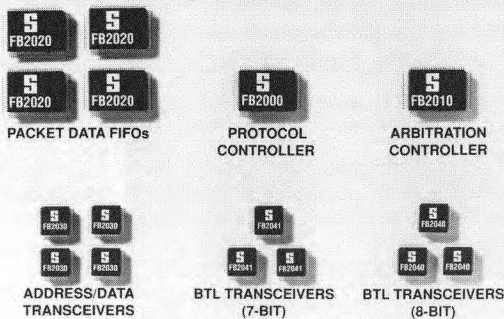 S FB2020 S FB2020
S FB2020 S FB2020
PACKET DATA FIFOs
S FB2000
PROTOCOL
CONTROLLER
S FB2010
ARBITRATION
CONTROLLER
S FB2030 S FB2030
S FB2030 S FB2030
ADDRESS/DATA
TRANSCEIVERS
S FB2041
S FB2041 S FB2041
BTL TRANSCEIVERS
(7-BIT)
S FB2040
S FB2040 S FB2040
BTL TRANSCEIVERS
(8-BIT)